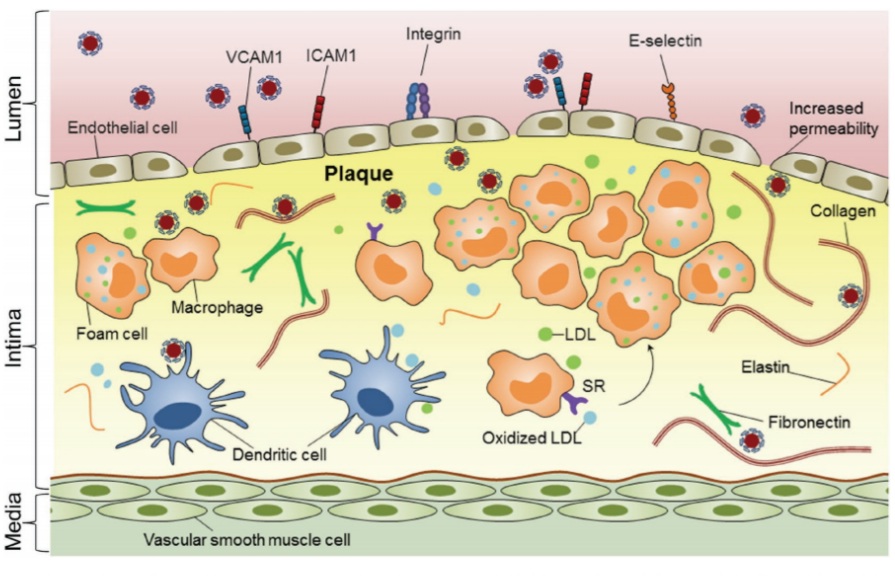 Lumen
VCAM1
ICAM1
Integrin
E-selectin
Endothelial cell
Increased
permeability
Plaque
Collagen
Intima
Macrophage
Foam cell
LDL
Elastin
SR
Fibronectin
Oxidized LDL
Dendritic cell
Media
Vascular smooth muscle cell